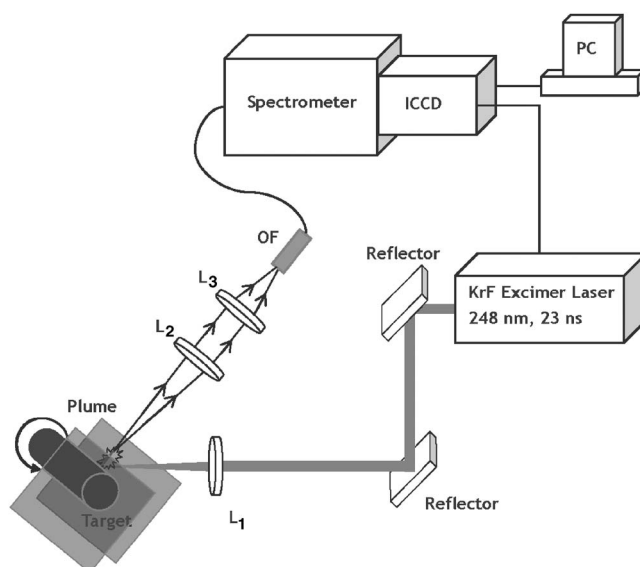 PC
Spectrometer
ICCD
OF
Reflector
KrF Excimer Laser
248 nm, 23 ns
L3
L2
Plume
Target
L1
Reflector